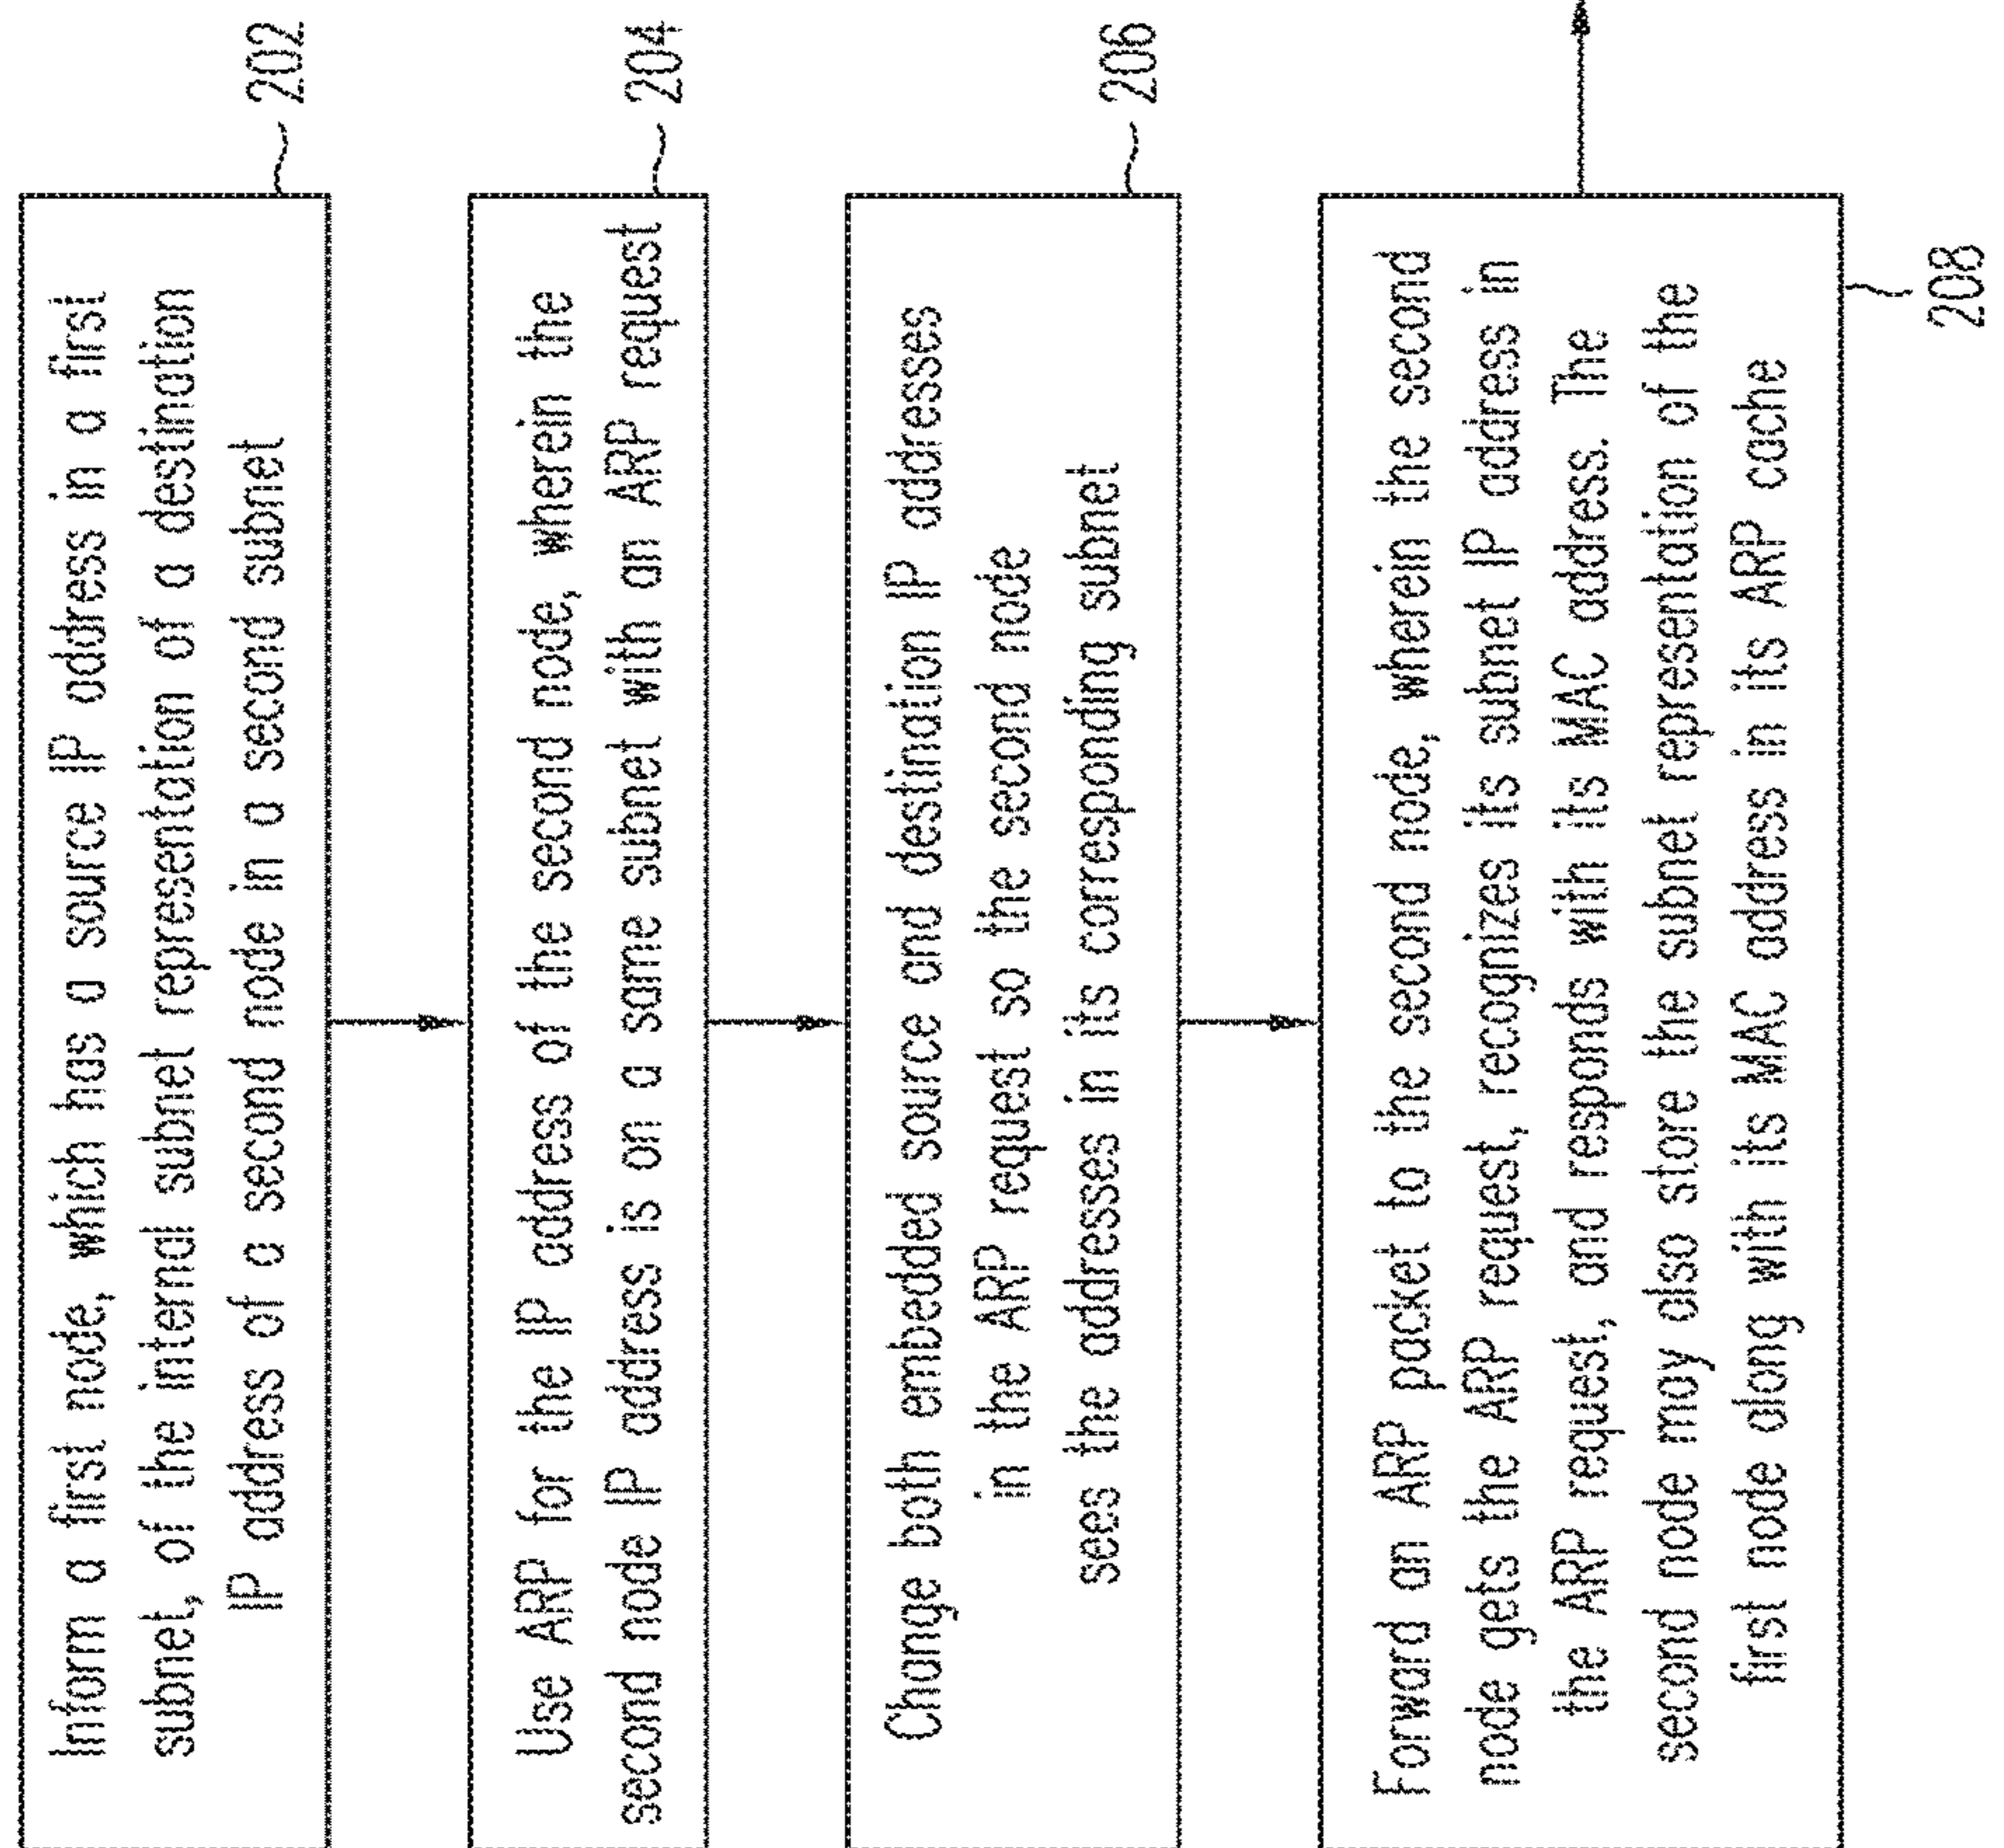 Inform a first node, which has a source IP address in a first
subnet, of the internal subnet representation of a destination
IP address of a second node in a second subnet
202
Use ARP for the IP address of the second node, wherein the
second node IP address is on a same subnet with an ARP request
204
Change both embedded source and destination IP addresses
in the ARP request so the second node
sees the addresses in its corresponding subnet
206
Forward an ARP packet to the second node, wherein the second
node gets the ARP request, recognizes its subnet IP address in
the ARP request, and responds with its MAC address. The
second node may also store the subnet representation of the
first node along with its MAC address in its ARP cache
208